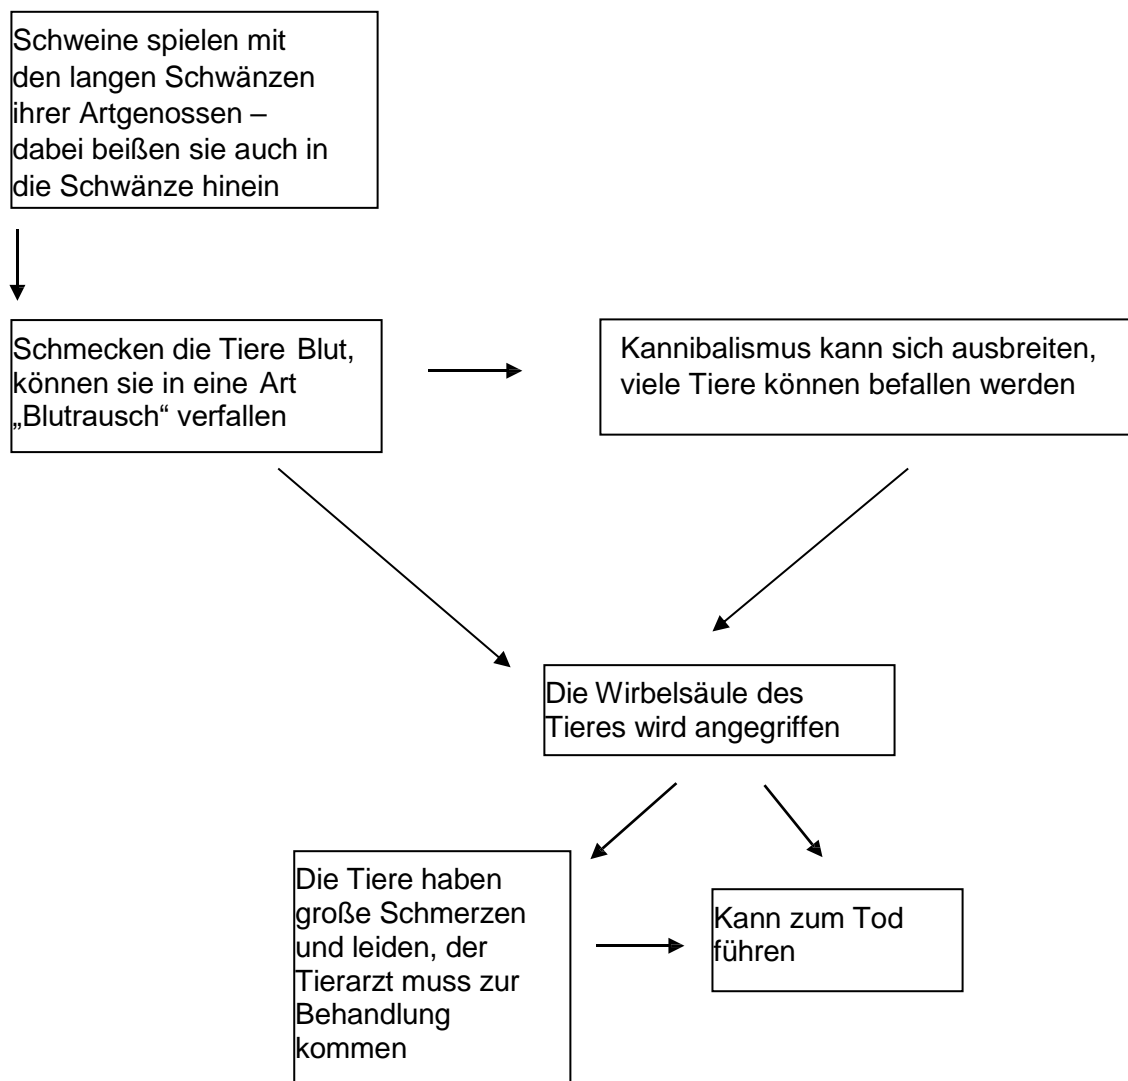 Schweine spielen mit
den langen Schwänzen
ihrer Artgenossen –
dabei beißen sie auch in
die Schwänze hinein
Schmecken die Tiere Blut,
können sie in eine Art
„Blutrausch“ verfallen
Kannibalismus kann sich ausbreiten,
viele Tiere können befallen werden
Die Wirbelsäule des
Tieres wird angegriffen
Die Tiere haben
große Schmerzen
und leiden, der
Tierarzt muss zur
Behandlung
kommen
Kann zum Tod
führen